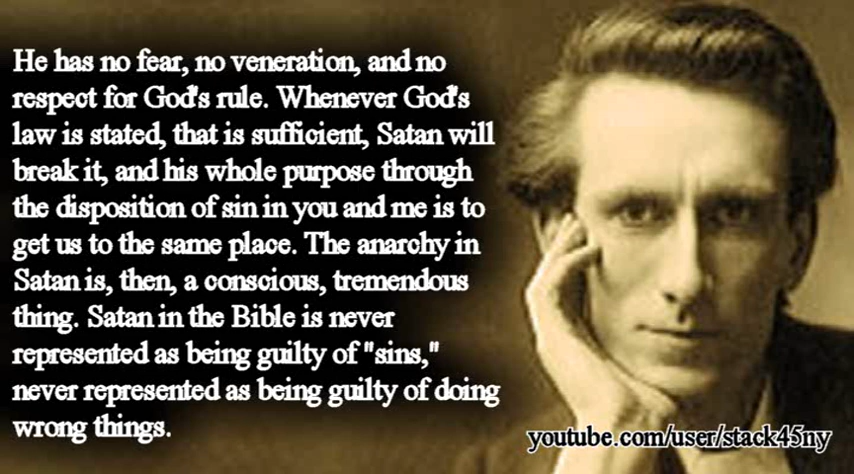 He has no fear, no veneration, and no
respect for God's rule. Whenever God's
law is stated, that is sufficient, Satan will
break it, and his whole purpose through
the disposition of sin in you and me is to
get us to the same place. The anarchy in
Satan is, then, a conscious, tremendous
thing. Satan in the Bible is never
represented as being guilty of "sins,"
never represented as being guilty of doing
wrong things.
youtube.com/user/stack45ny